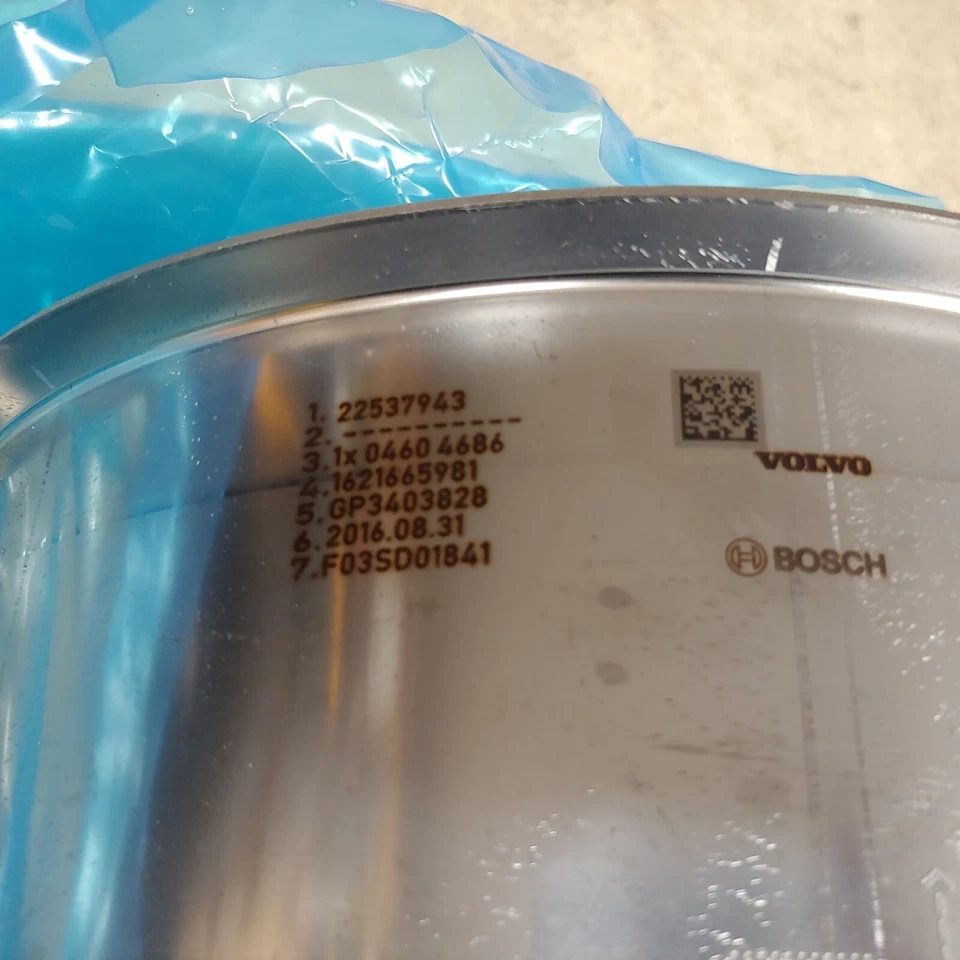 1. 22537943
2. ----------
3. 1x 0460 4686
4. 1621665981
5. GP3403828
6. 2016.08.31
7. F03SD01841
VOLVO
BOSCH